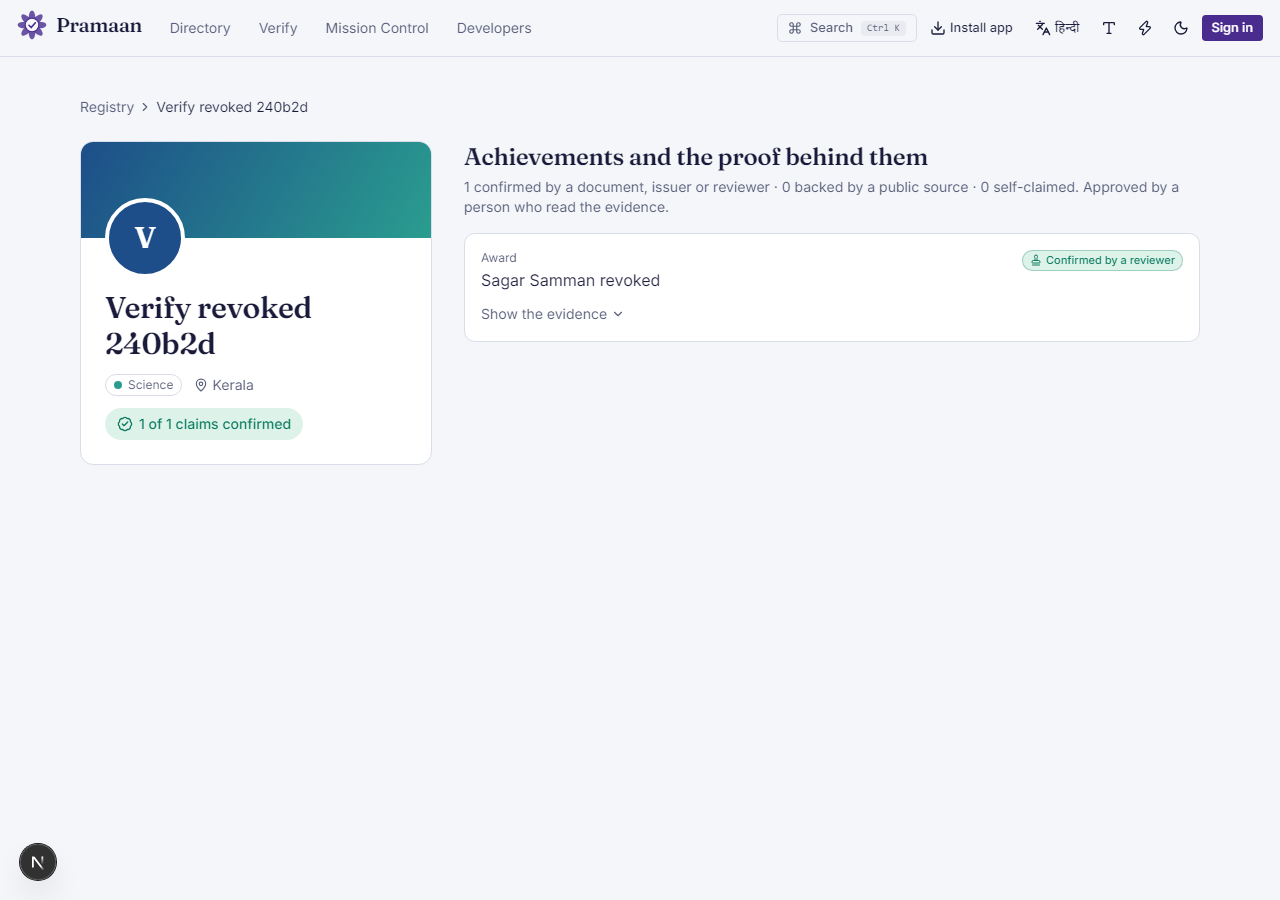 Pramaan
Directory
Verify
Mission Control
Developers
Search Ctrl K
Install app
हिन्दी
Sign in
Registry > Verify revoked 240b2d
V
Verify revoked
240b2d
Science
Kerala
1 of 1 claims confirmed
Achievements and the proof behind them
1 confirmed by a document, issuer or reviewer · 0 backed by a public source · 0 self-claimed. Approved by a
person who read the evidence.
Award
Confirmed by a reviewer
Sagar Samman revoked
Show the evidence
N